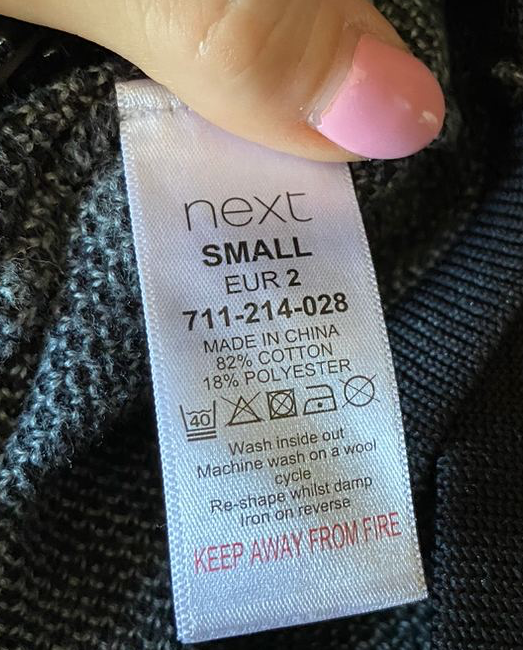 next
SMALL
EUR 2
711-214-028
MADE IN CHINA
82% COTTON
18% POLYESTER
40
Wash inside out
Machine wash on a wool
cycle
Re-shape whilst damp
Iron on reverse
KEEP AWAY FROM FIRE